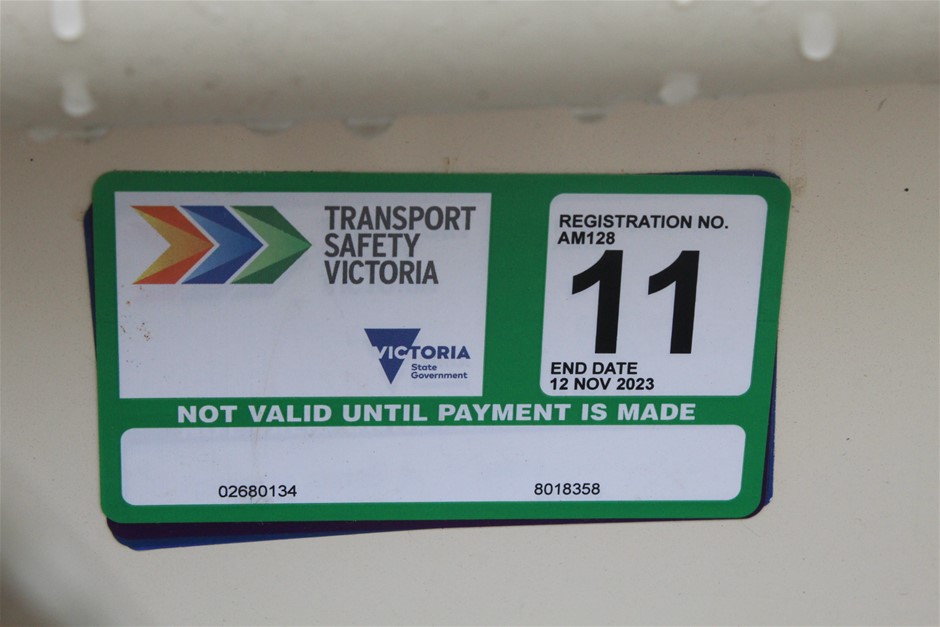 TRANSPORT
SAFETY
VICTORIA
VICTORIA
State
Government
REGISTRATION NO.
AM128
11
END DATE
12 NOV 2023
NOT VALID UNTIL PAYMENT IS MADE
02680134
8018358